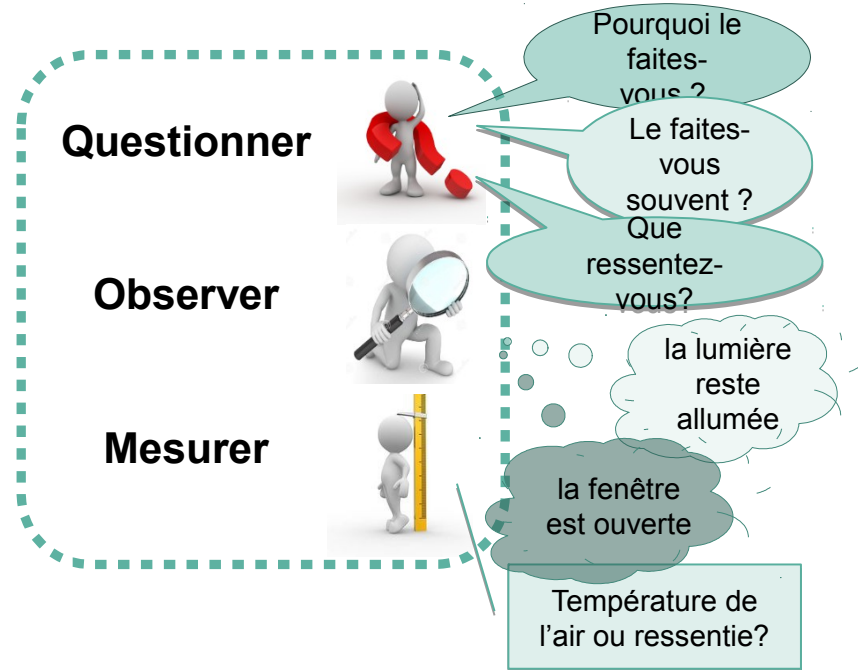 Questionner
Pourquoi le
faites-
vous ?
Le faites-
vous
souvent ?
Que
ressentez-
vous?
Observer
la lumière
reste
allumée
la fenêtre
est ouverte
Mesurer
Température de
l'air ou ressentie?